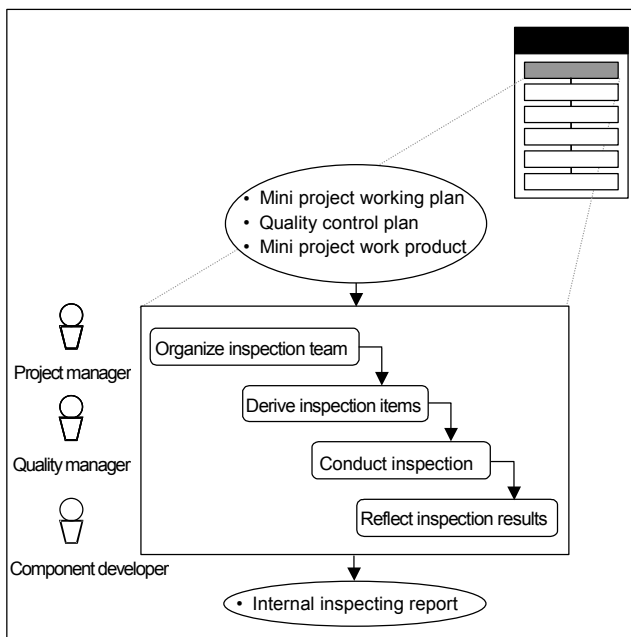 • Mini project working plan
• Quality control plan
• Mini project work product
Organize inspection team
Project manager
Derive inspection items
Quality manager
Conduct inspection
Reflect inspection results
Component developer
• Internal inspecting report